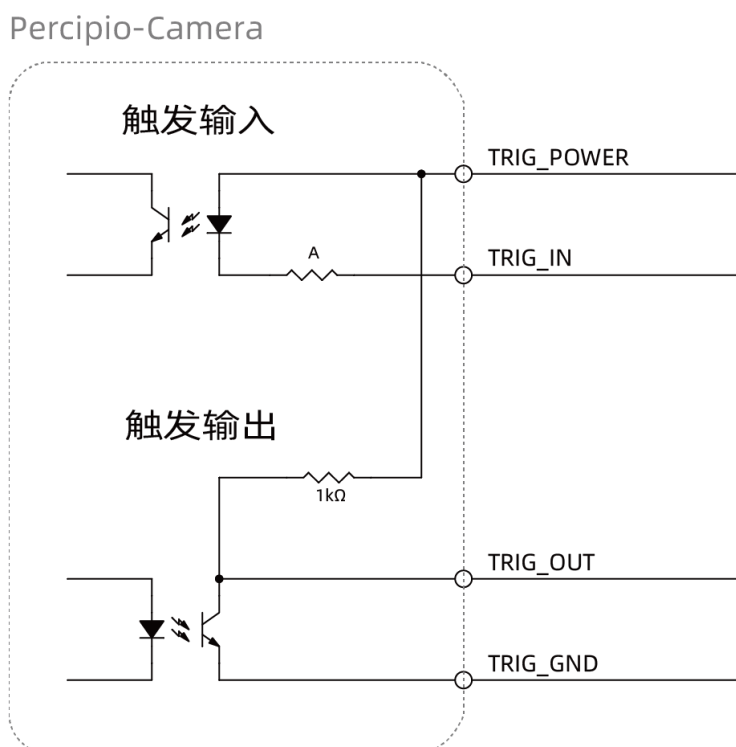 Percipio-Camera
触发输入
TRIG_POWER
A
TRIG_IN
触发输出
1kΩ
TRIG_OUT
TRIG_GND